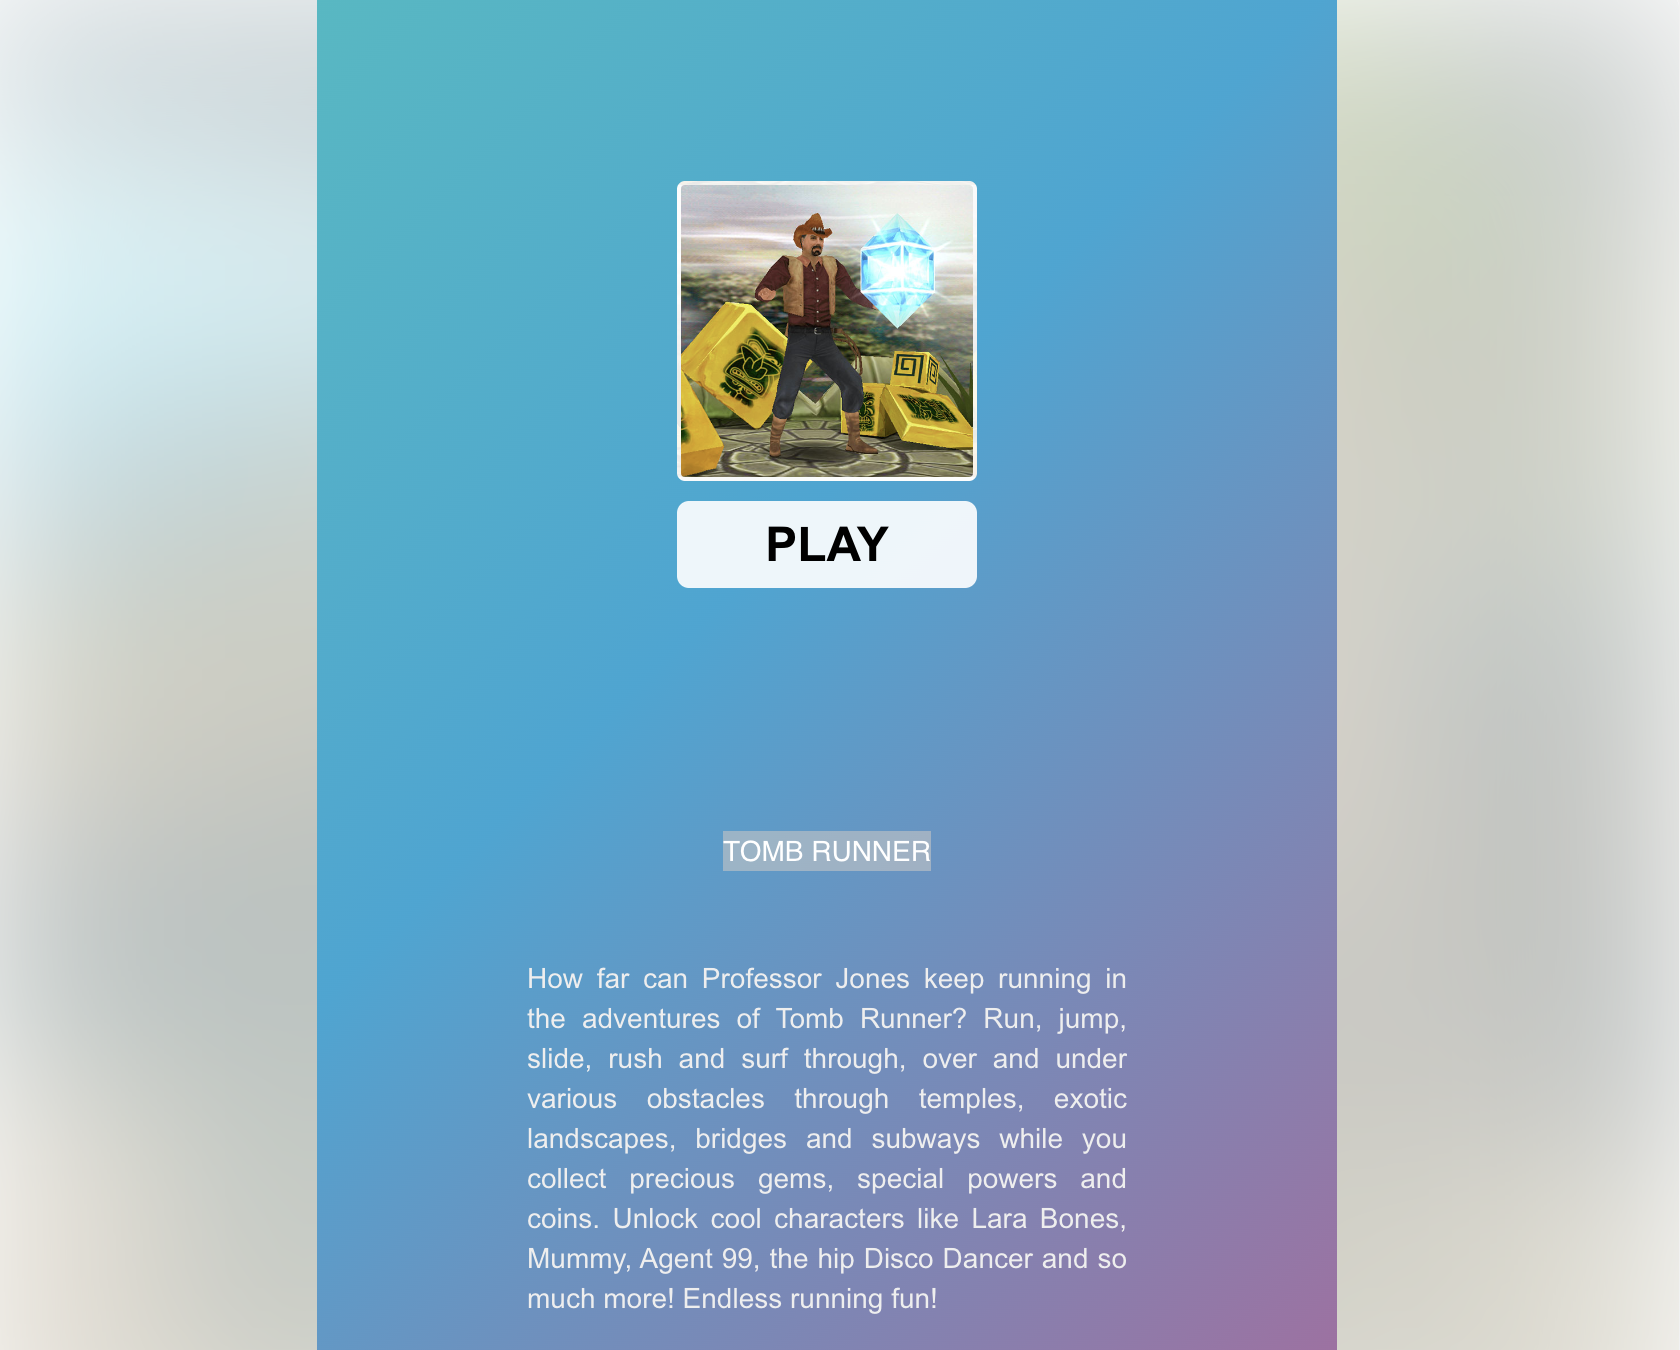 PLAY
TOMB RUNNER
How far can Professor Jones keep running in
the adventures of Tomb Runner? Run, jump,
slide, rush and surf through, over and under
various obstacles through temples, exotic
landscapes, bridges and subways while you
collect precious gems, special powers and
coins. Unlock cool characters like Lara Bones,
Mummy, Agent 99, the hip Disco Dancer and so
much more! Endless running fun!